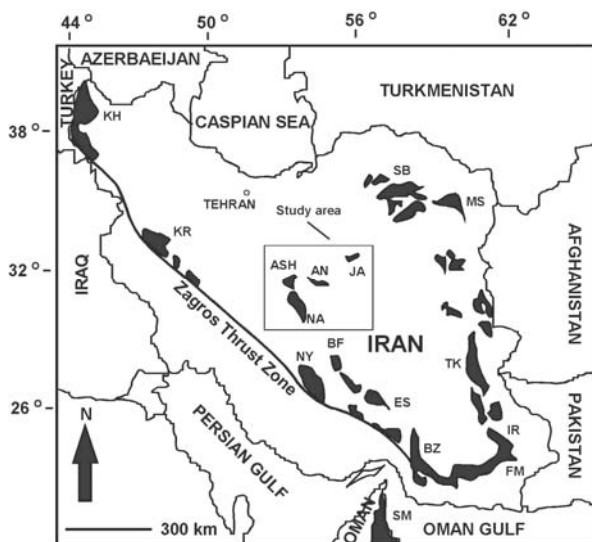 44 ° 50 ° 56 ° 62 °
AZERBAEIJAN
TURKEY
KH
CASPIAN SEA
TURKMENISTAN
38 °
TEHRAN
SB
MS
Study area
KR
JA
ASH
AN
NA
32 °
IRAQ
AFGHANISTAN
Zagros Thrust Zone
IRAN
BF
NY
TK
ES
26 °
N
PERSIAN GULF
BZ
IR
FM
PAKISTAN
300 km
OMAN
SM
OMAN GULF